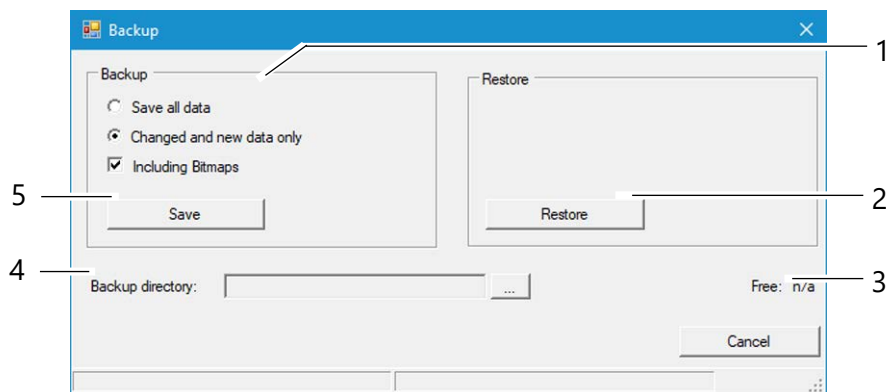 Backup
1
Backup
Restore
Save all data
Changed and new data only
Including Bitmaps
5
2
Save
Restore
4
3
Backup directory:
...
Free: n/a
Cancel